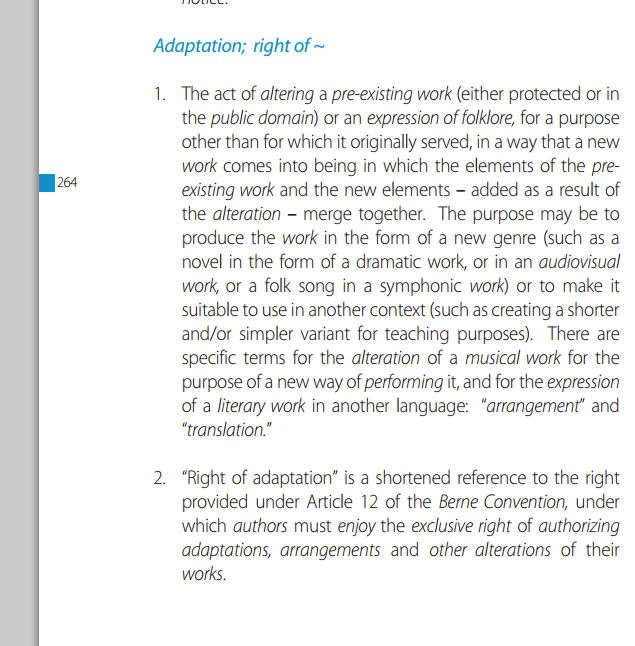 notice.
Adaptation; right of ~
1. The act of altering a pre-existing work (either protected or in
the public domain) or an expression of folklore, for a purpose
other than for which it originally served, in a way that a new
work comes into being in which the elements of the pre-
264
existing work and the new elements – added as a result of
the alteration – merge together. The purpose may be to
produce the work in the form of a new genre (such as a
novel in the form of a dramatic work, or in an audiovisual
work, or a folk song in a symphonic work) or to make it
suitable to use in another context (such as creating a shorter
and/or simpler variant for teaching purposes). There are
specific terms for the alteration of a musical work for the
purpose of a new way of performing it, and for the expression
of a literary work in another language: “arrangement” and
“translation.”
2. “Right of adaptation” is a shortened reference to the right
provided under Article 12 of the Berne Convention, under
which authors must enjoy the exclusive right of authorizing
adaptations, arrangements and other alterations of their
works.